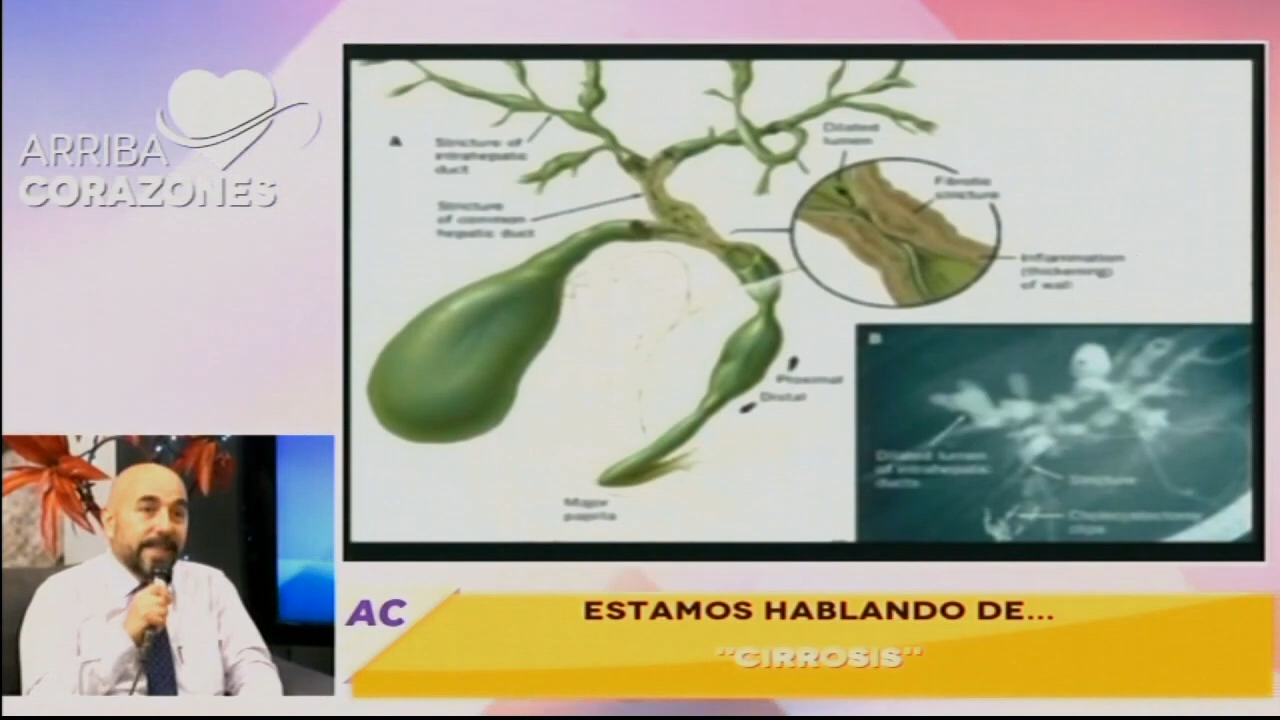 ARRIBA
CORAZONES
A
Stricture of
intrahepatic
duct
Stricture
of common
hepatic duct
Dilated
lumen
Fibrotic
stricture
Inflammation
(thickening)
of wall
Proximal
Distal
Major
papilla
B
Dilated lumen
of intrahepatic
ducts
Stricture
Cholecystectomy
clips
AC
ESTAMOS HABLANDO DE...
"CIRROSIS"